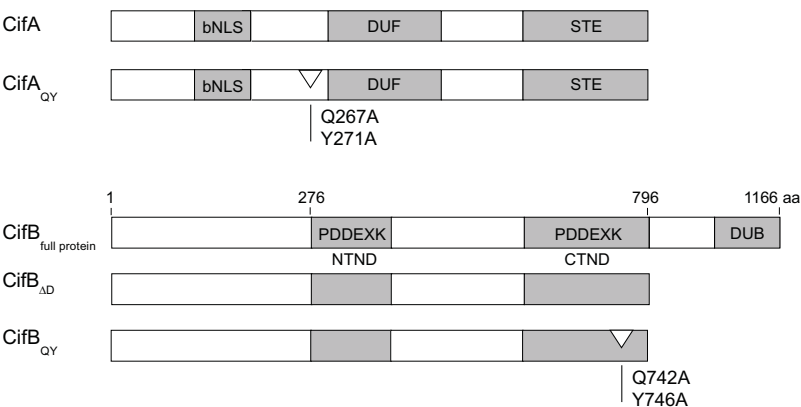 CifA bNLS DUF STE
CifA QY bNLS DUF STE
Q267A
Y271A
1 276 796 1166 aa
CifB full protein PDDEXK PDDEXK DUB
NTND CTND
CifB ΔD
CifB QY
Q742A
Y746A